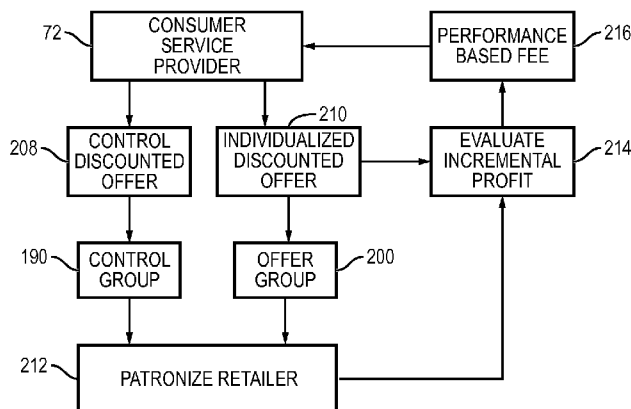 72
CONSUMER
SERVICE
PROVIDER
PERFORMANCE
BASED FEE
216
208
CONTROL
DISCOUNTED
OFFER
210
INDIVIDUALIZED
DISCOUNTED
OFFER
EVALUATE
INCREMENTAL
PROFIT
214
190
CONTROL
GROUP
OFFER
GROUP
200
212
PATRONIZE RETAILER